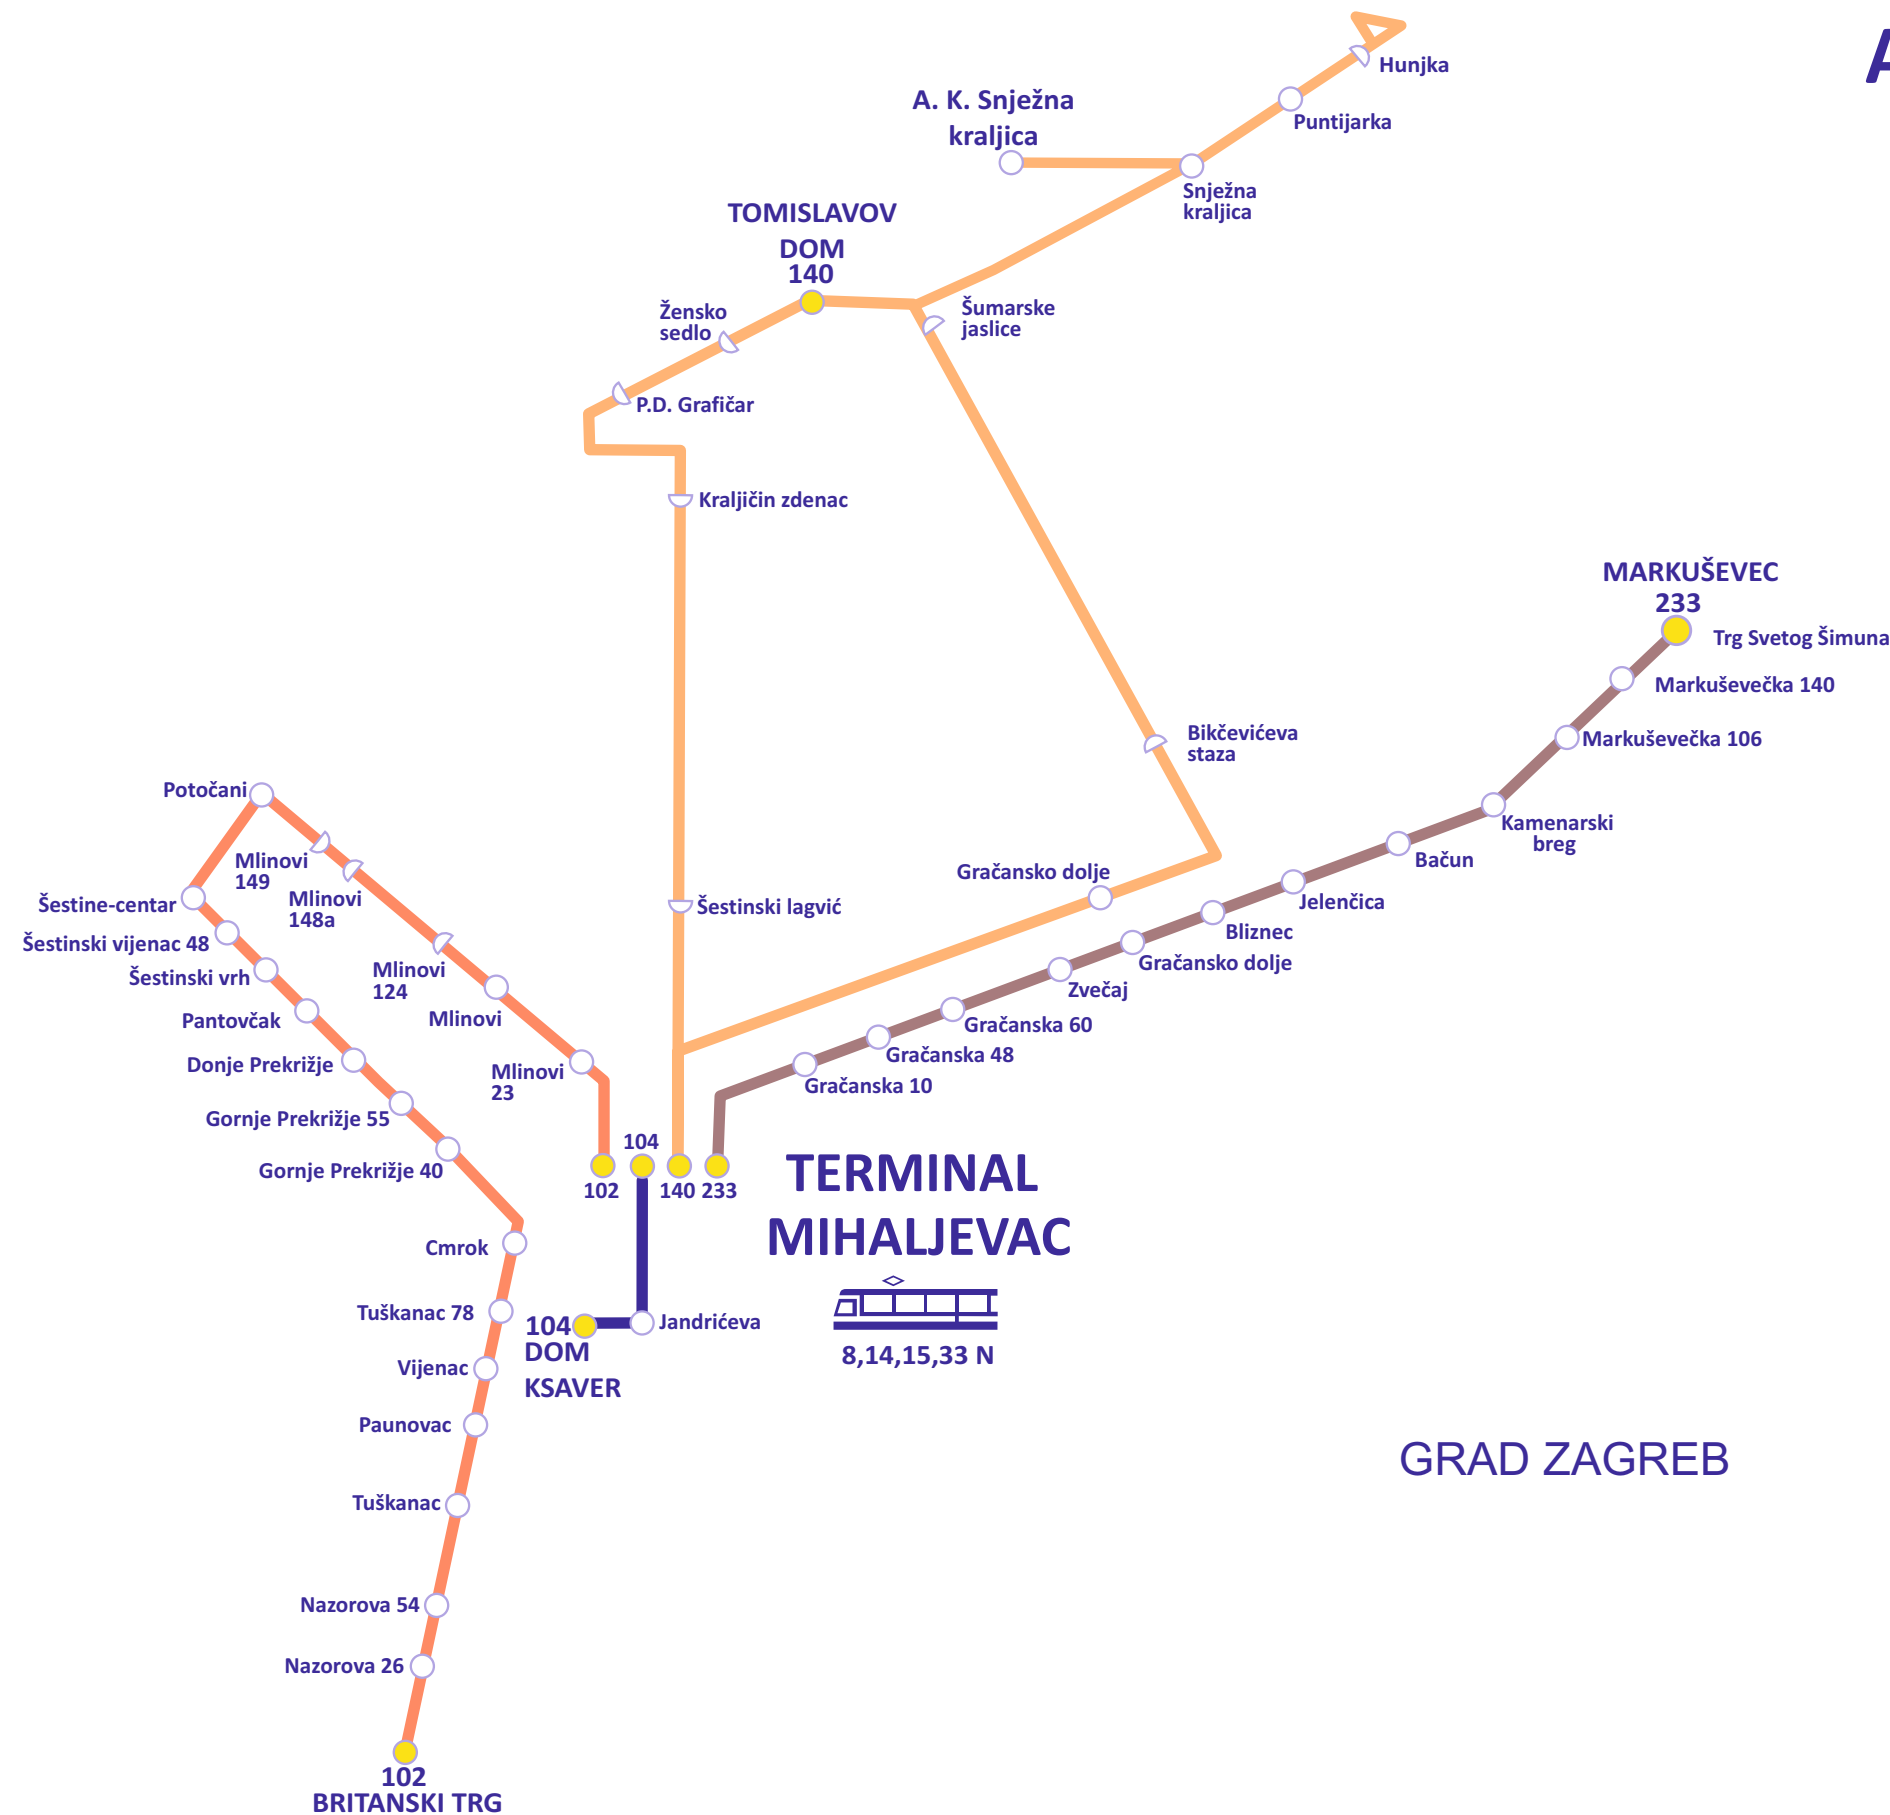 A
Hunjka
A. K. Snježna
kraljica
Puntijarka
Snježna
kraljica
TOMISLAVOV
DOM
140
Žensko
sedlo
Šumarske
jaslice
P.D. Grafičar
Kraljičin zdenac
MARKUŠEVEC
233
Trg Svetog Šimuna
Markuševečka 140
Markuševečka 106
Bikčevićeva
staza
Potočani
Kamenarski
breg
Mlinovi
149
Bačun
Gračansko dolje
Mlinovi
148a
Jelenčica
Šestine-centar
Šestinski lagvić
Bliznec
Šestinski vijenac 48
Gračansko dolje
Mlinovi
124
Šestinski vrh
Zvečaj
Pantovčak
Mlinovi
Gračanska 60
Gračanska 48
Donje Prekrižje
Mlinovi
23
Gračanska 10
Gornje Prekrižje 55
104
Gornje Prekrižje 40
102
140
233
TERMINAL
MIHALJEVAC
Cmrok
Tuškanac 78
104
DOM
KSAVER
Jandrićeva
8,14,15,33 N
Vijenac
Paunovac
GRAD ZAGREB
Tuškanac
Nazorova 54
Nazorova 26
102
BRITANSKI TRG